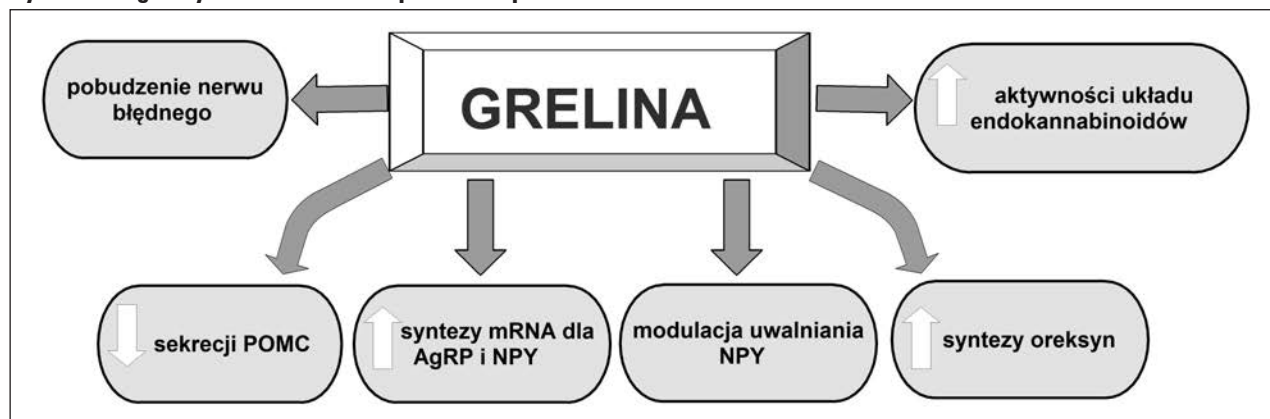 GRELINA
pobudzenie nerwu
błędnego
aktywności układu
endokannabinoidów
sekrecji POMC
syntezy mRNA dla
AgRP i NPY
modulacja uwalniania
NPY
syntezy oreksyn